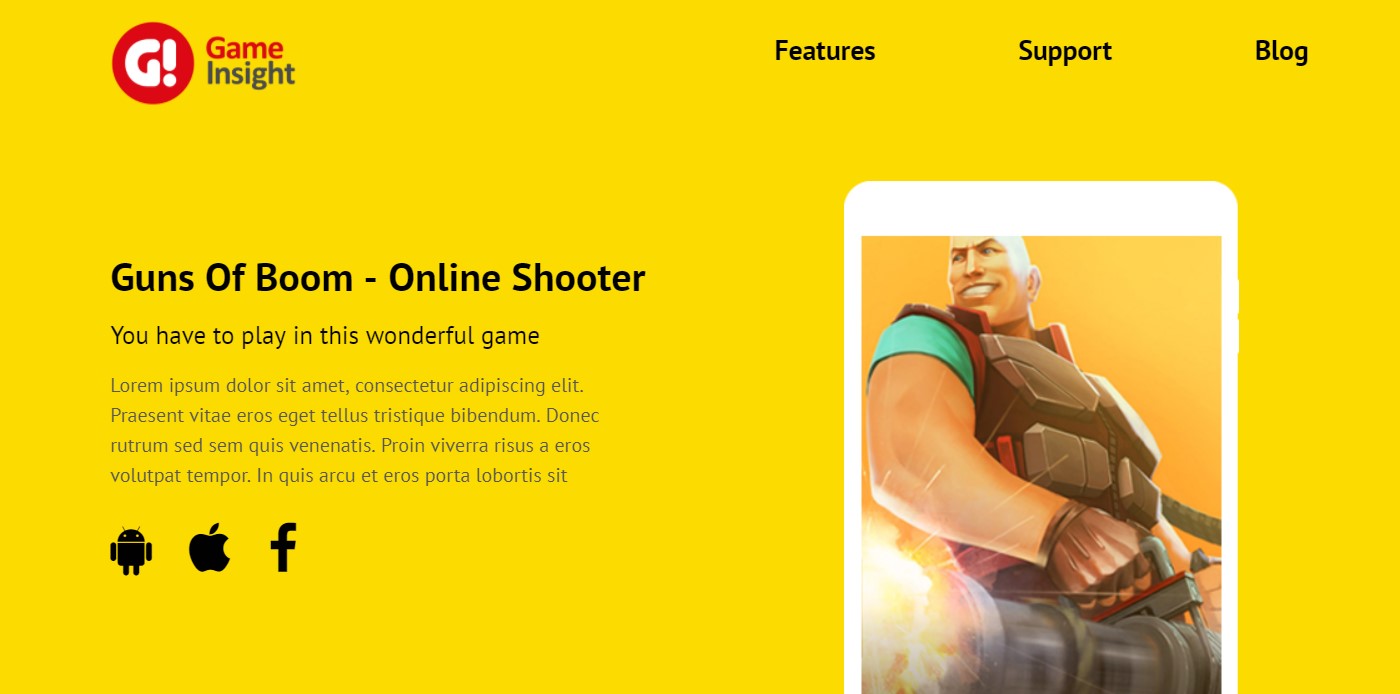 G! Game
Insight
Features Support Blog
Guns Of Boom - Online Shooter
You have to play in this wonderful game
Lorem ipsum dolor sit amet, consectetur adipiscing elit.
Praesent vitae eros eget tellus tristique bibendum. Donec
rutrum sed sem quis venenatis. Proin viverra risus a eros
volutpat tempor. In quis arcu et eros porta lobortis sit